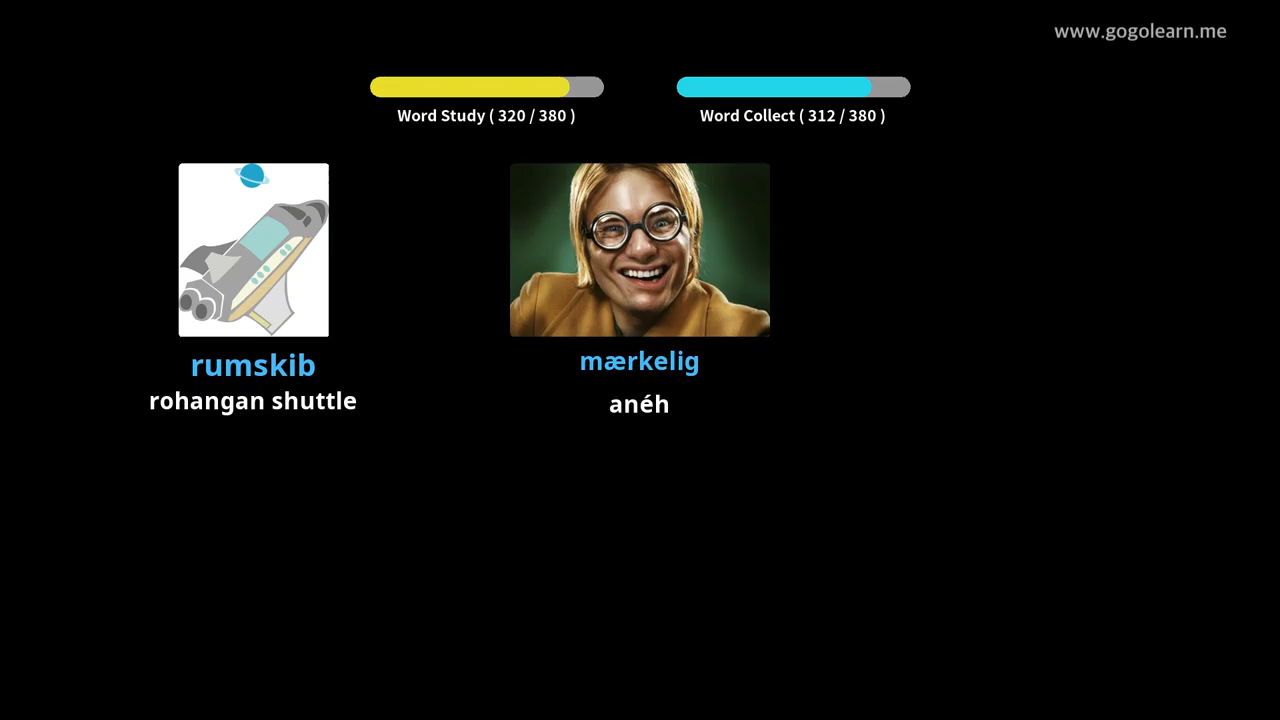 www.gogolearn.me
Word Study ( 320 / 380 )
Word Collect ( 312 / 380 )
rumskib
rohangan shuttle
mærkelig
anéh